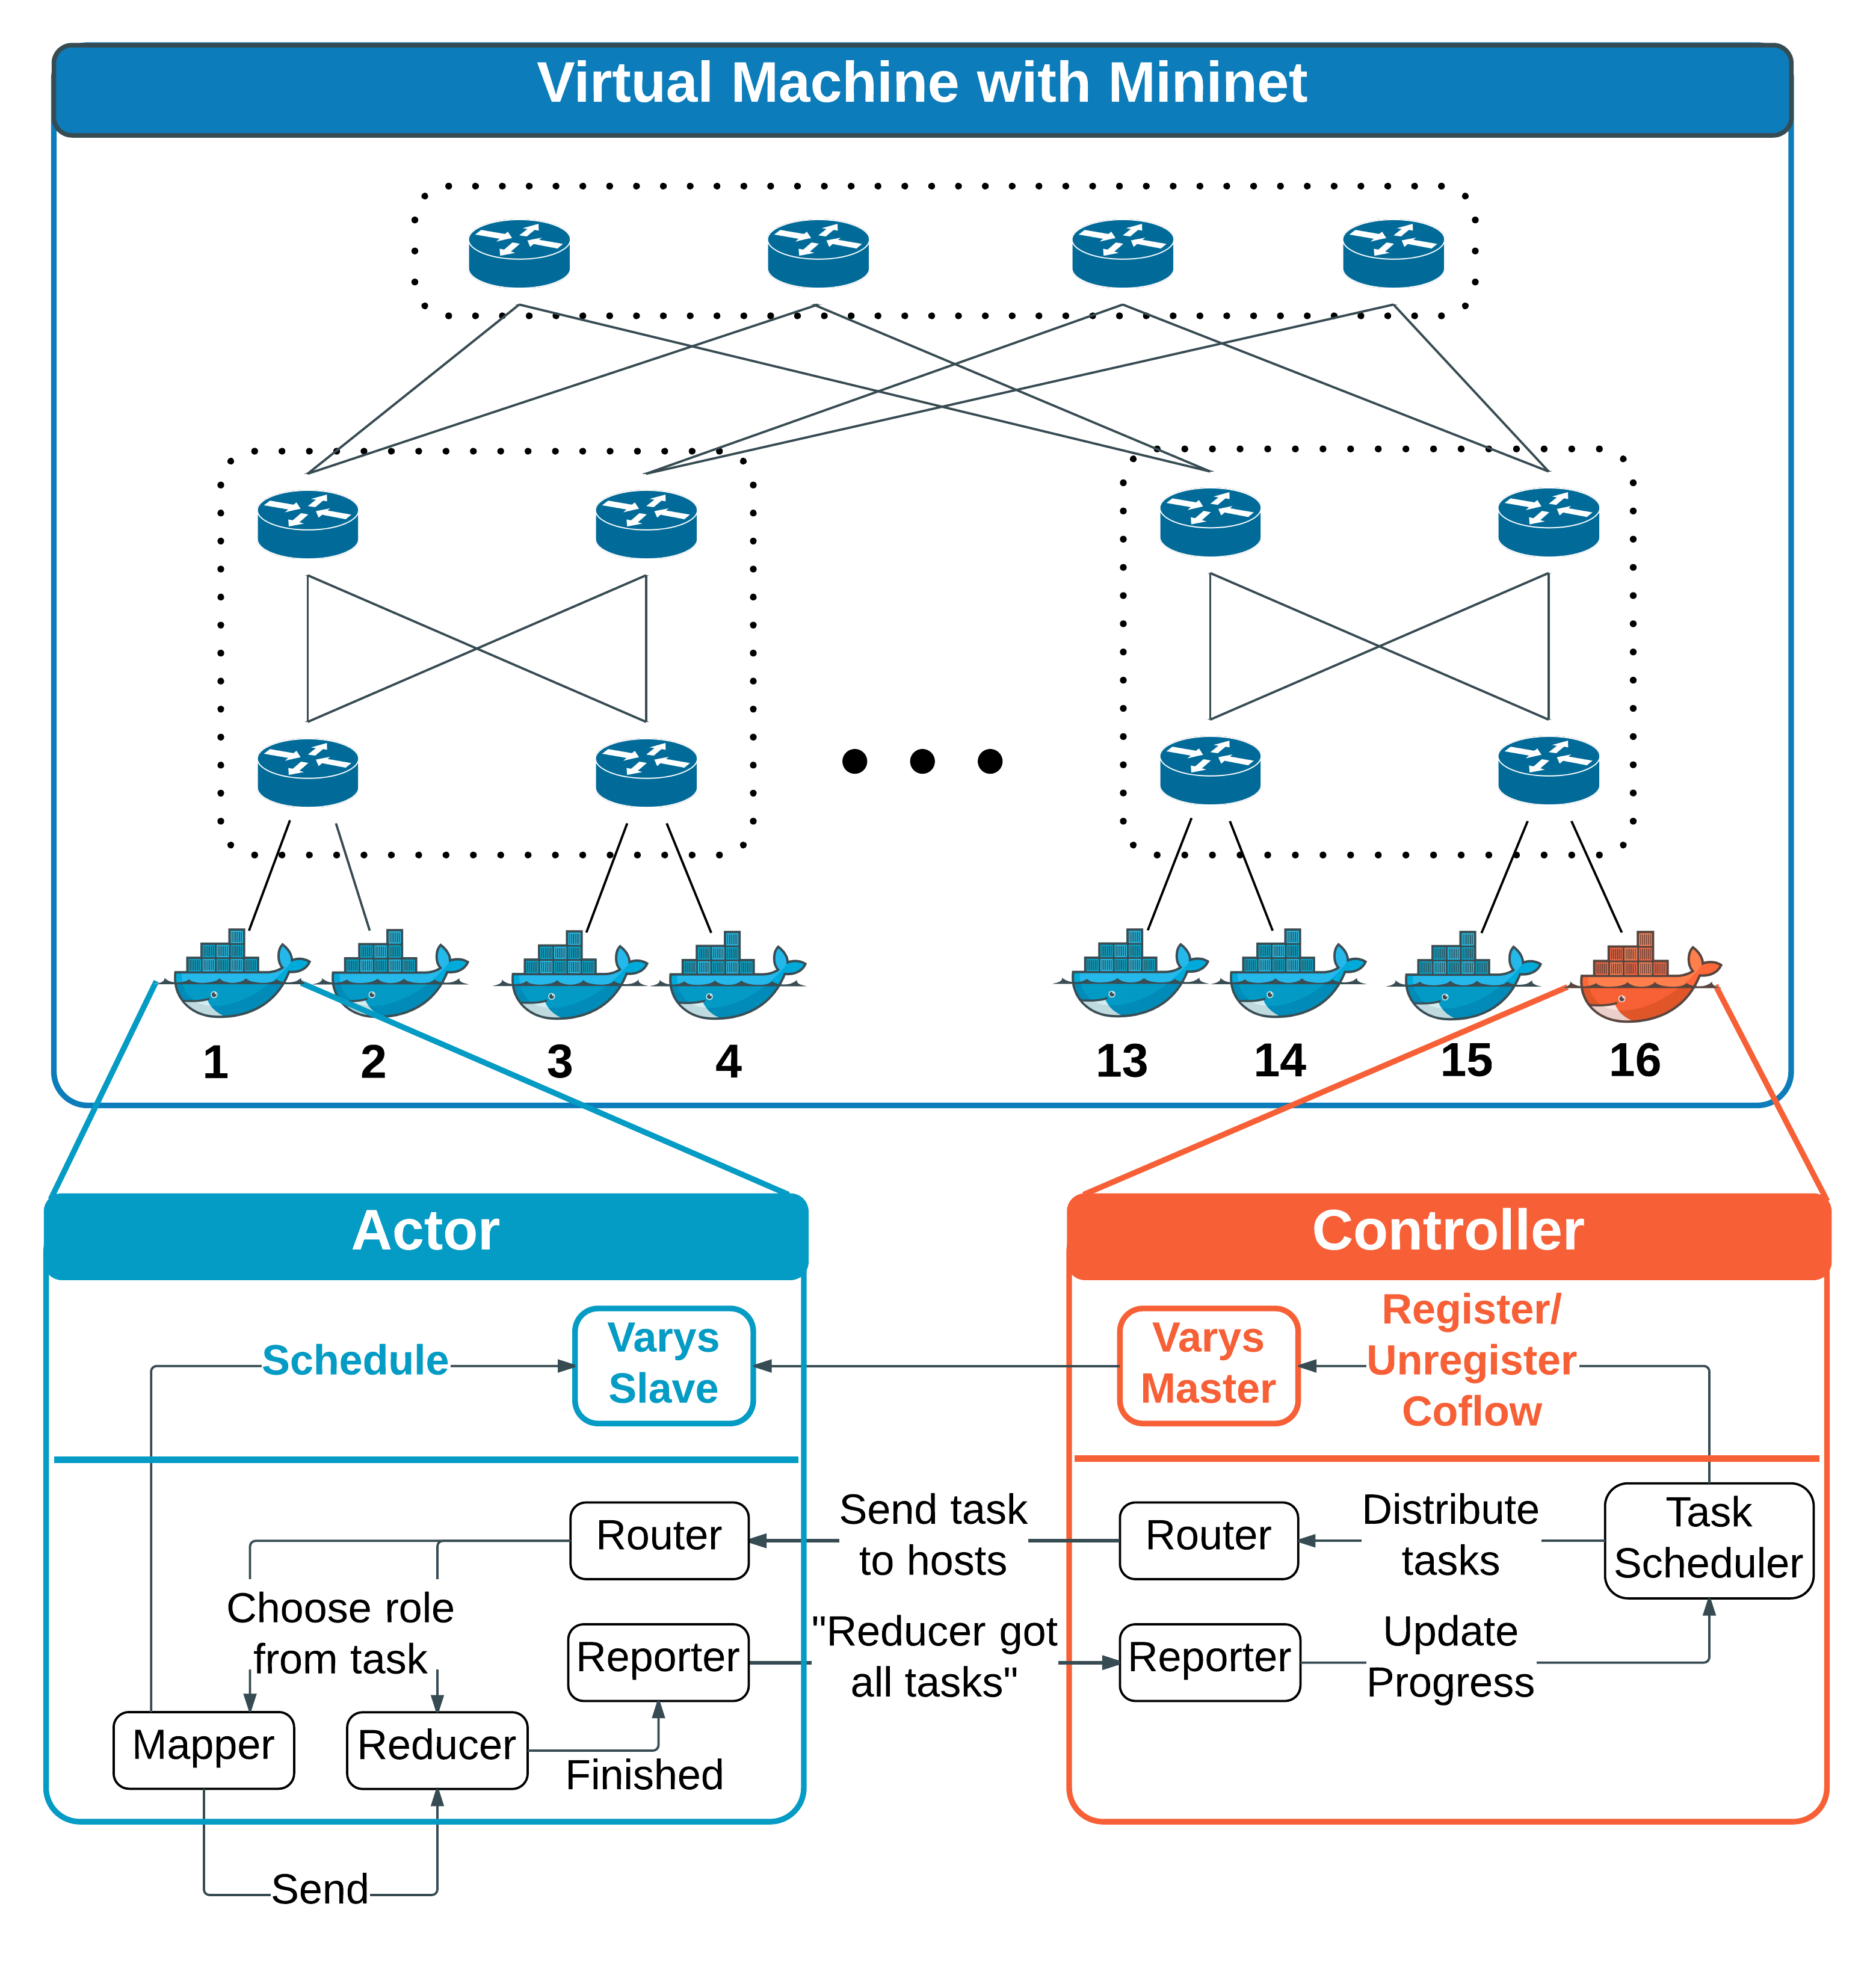 Virtual Machine with Mininet
1
2
3
4
13
14
15
16
Actor
Controller
Schedule
Varys
Slave
Varys
Master
Register/
Unregister
Coflow
Router
Send task
to hosts
Router
Distribute
tasks
Task
Scheduler
Choose role
from task
Reporter
"Reducer got
all tasks"
Reporter
Update
Progress
Mapper
Reducer
Finished
Send